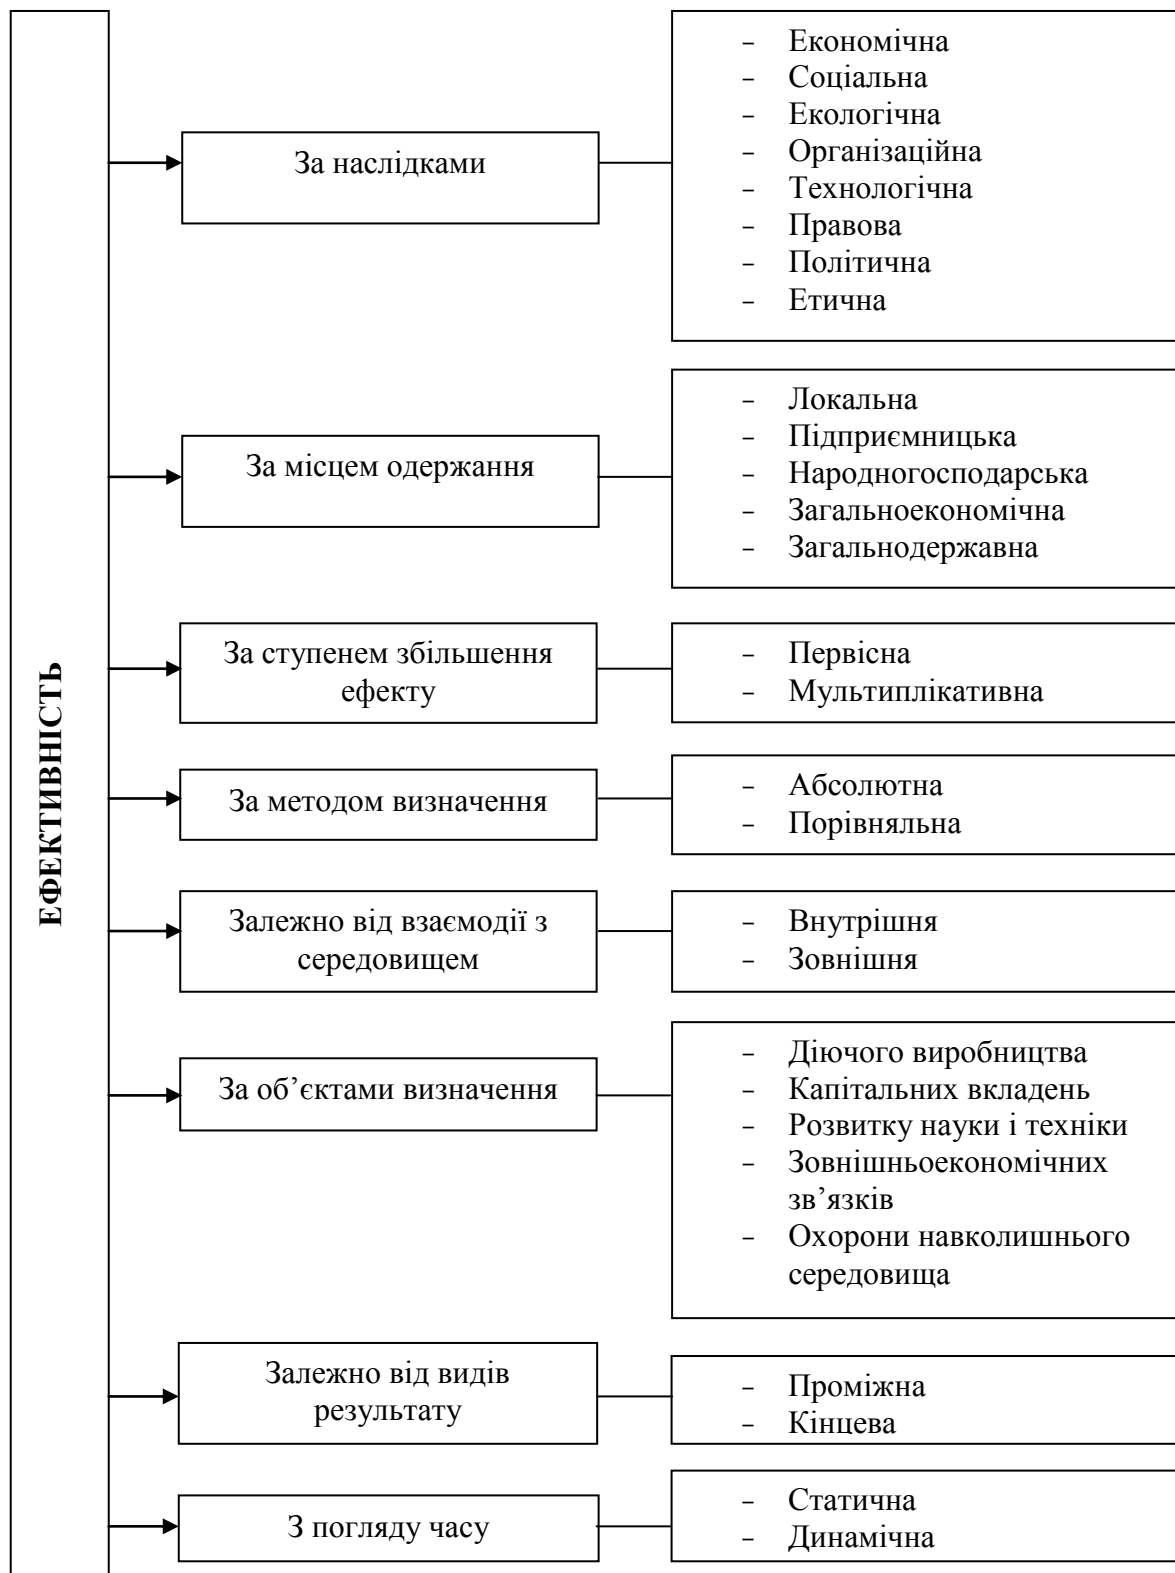 ЕФЕКТИВНІСТЬ
За наслідками
- Економічна
- Соціальна
- Екологічна
- Організаційна
- Технологічна
- Правова
- Політична
- Етична
За місцем одержання
- Локальна
- Підприємницька
- Народногосподарська
- Загальноекономічна
- Загальнодержавна
За ступенем збільшення
ефекту
- Первісна
- Мультиплікативна
За методом визначення
- Абсолютна
- Порівняльна
Залежно від взаємодії з
середовищем
- Внутрішня
- Зовнішня
За об’єктами визначення
- Діючого виробництва
- Капітальних вкладень
- Розвитку науки і техніки
- Зовнішньоекономічних
зв’язків
- Охорони навколишнього
середовища
Залежно від видів
результату
- Проміжна
- Кінцева
З погляду часу
- Статична
- Динамічна